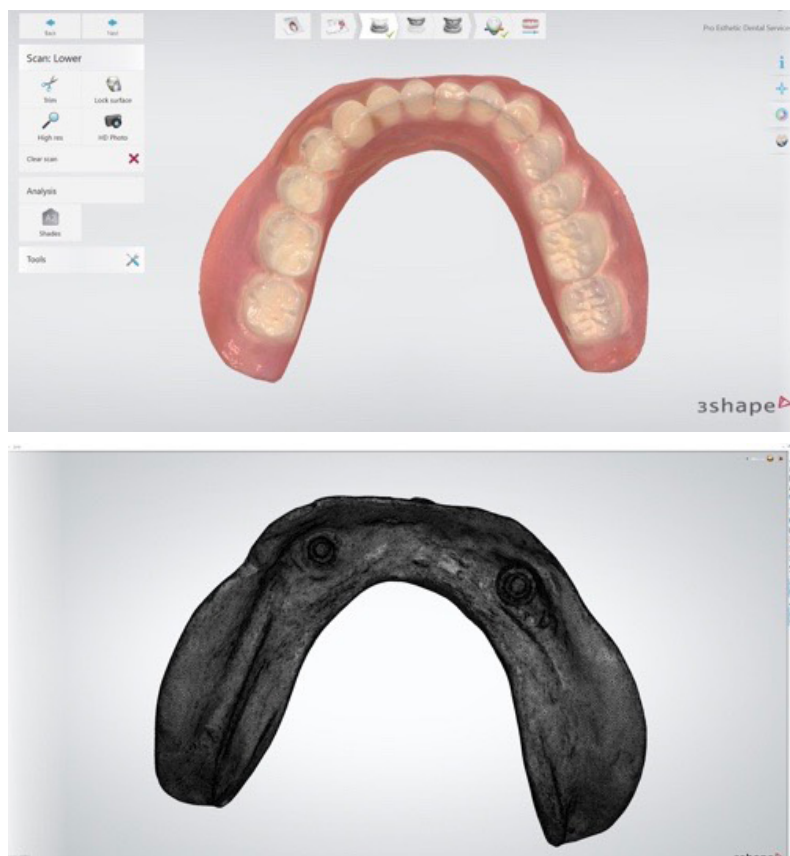 Back Next
Pro Esthetic Dental Service
Scan: Lower
Trim Lock surface
High res HD Photo
Clear scan
Analysis
Shades
Tools
3shape